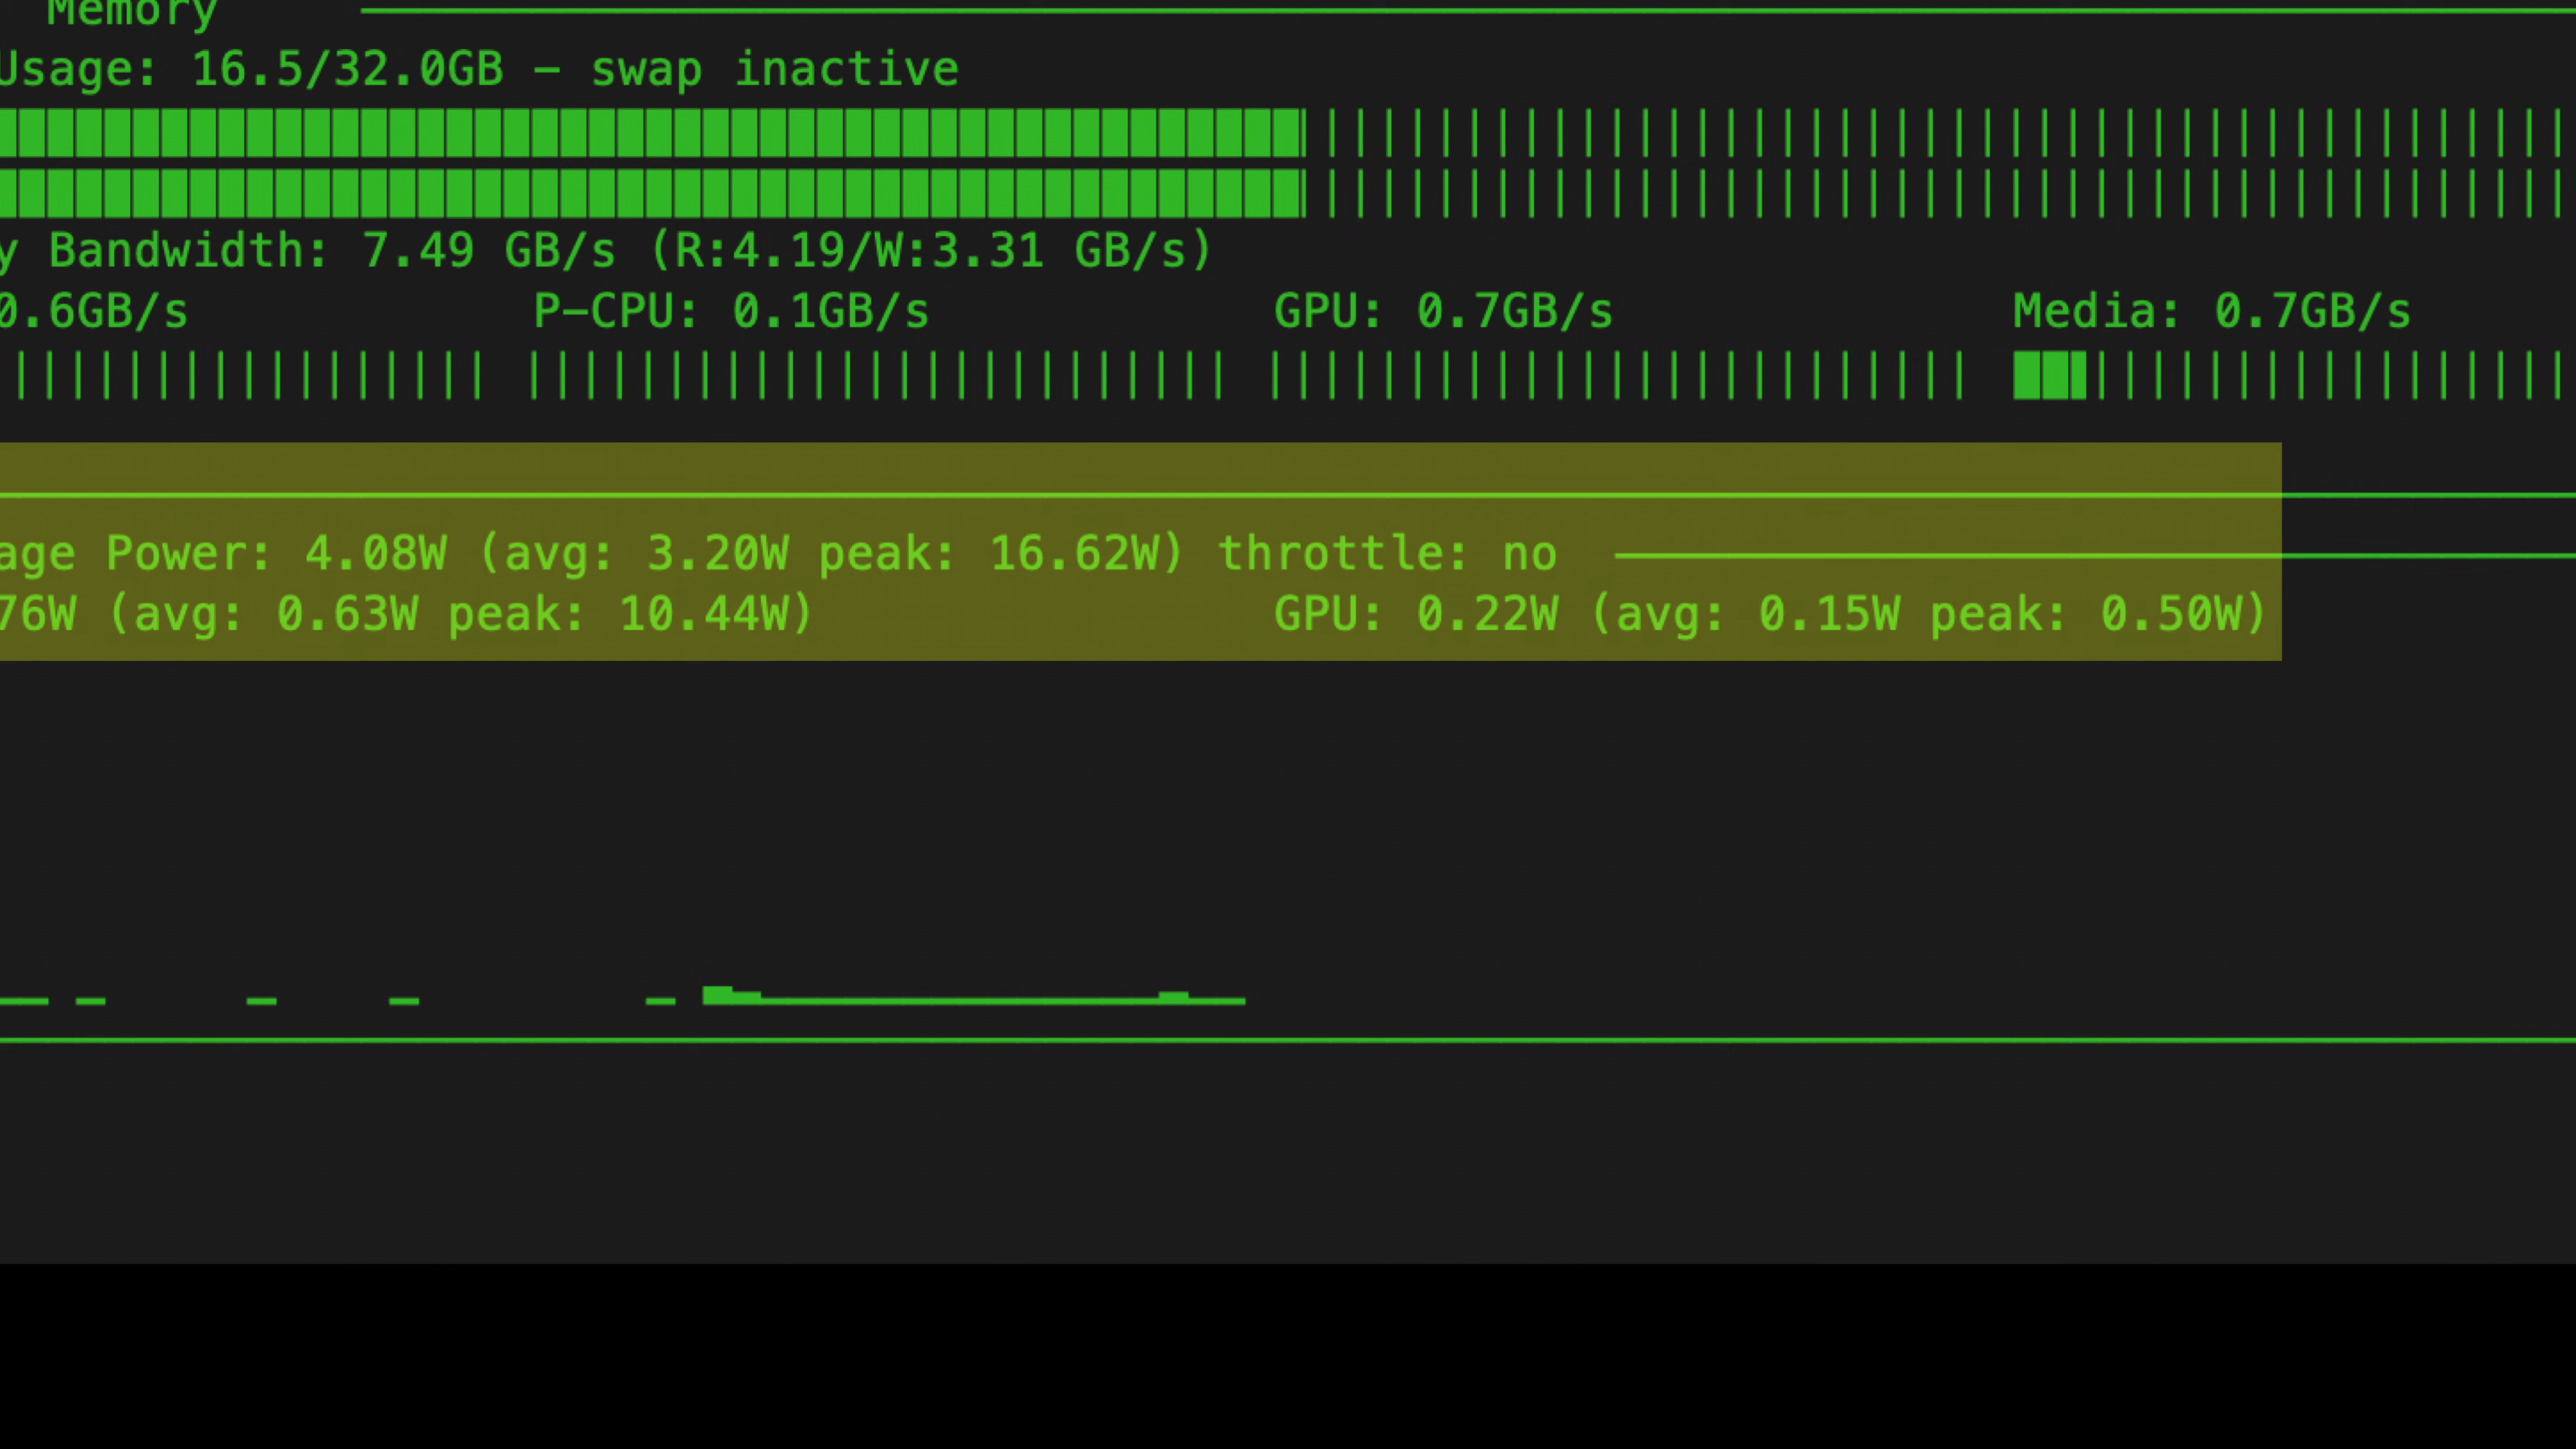 Memory
Usage: 16.5/32.0GB - swap inactive
y Bandwidth: 7.49 GB/s (R:4.19/W:3.31 GB/s)
0.6GB/s P-CPU: 0.1GB/s GPU: 0.7GB/s Media: 0.7GB/s
age Power: 4.08W (avg: 3.20W peak: 16.62W) throttle: no
76W (avg: 0.63W peak: 10.44W) GPU: 0.22W (avg: 0.15W peak: 0.50W)